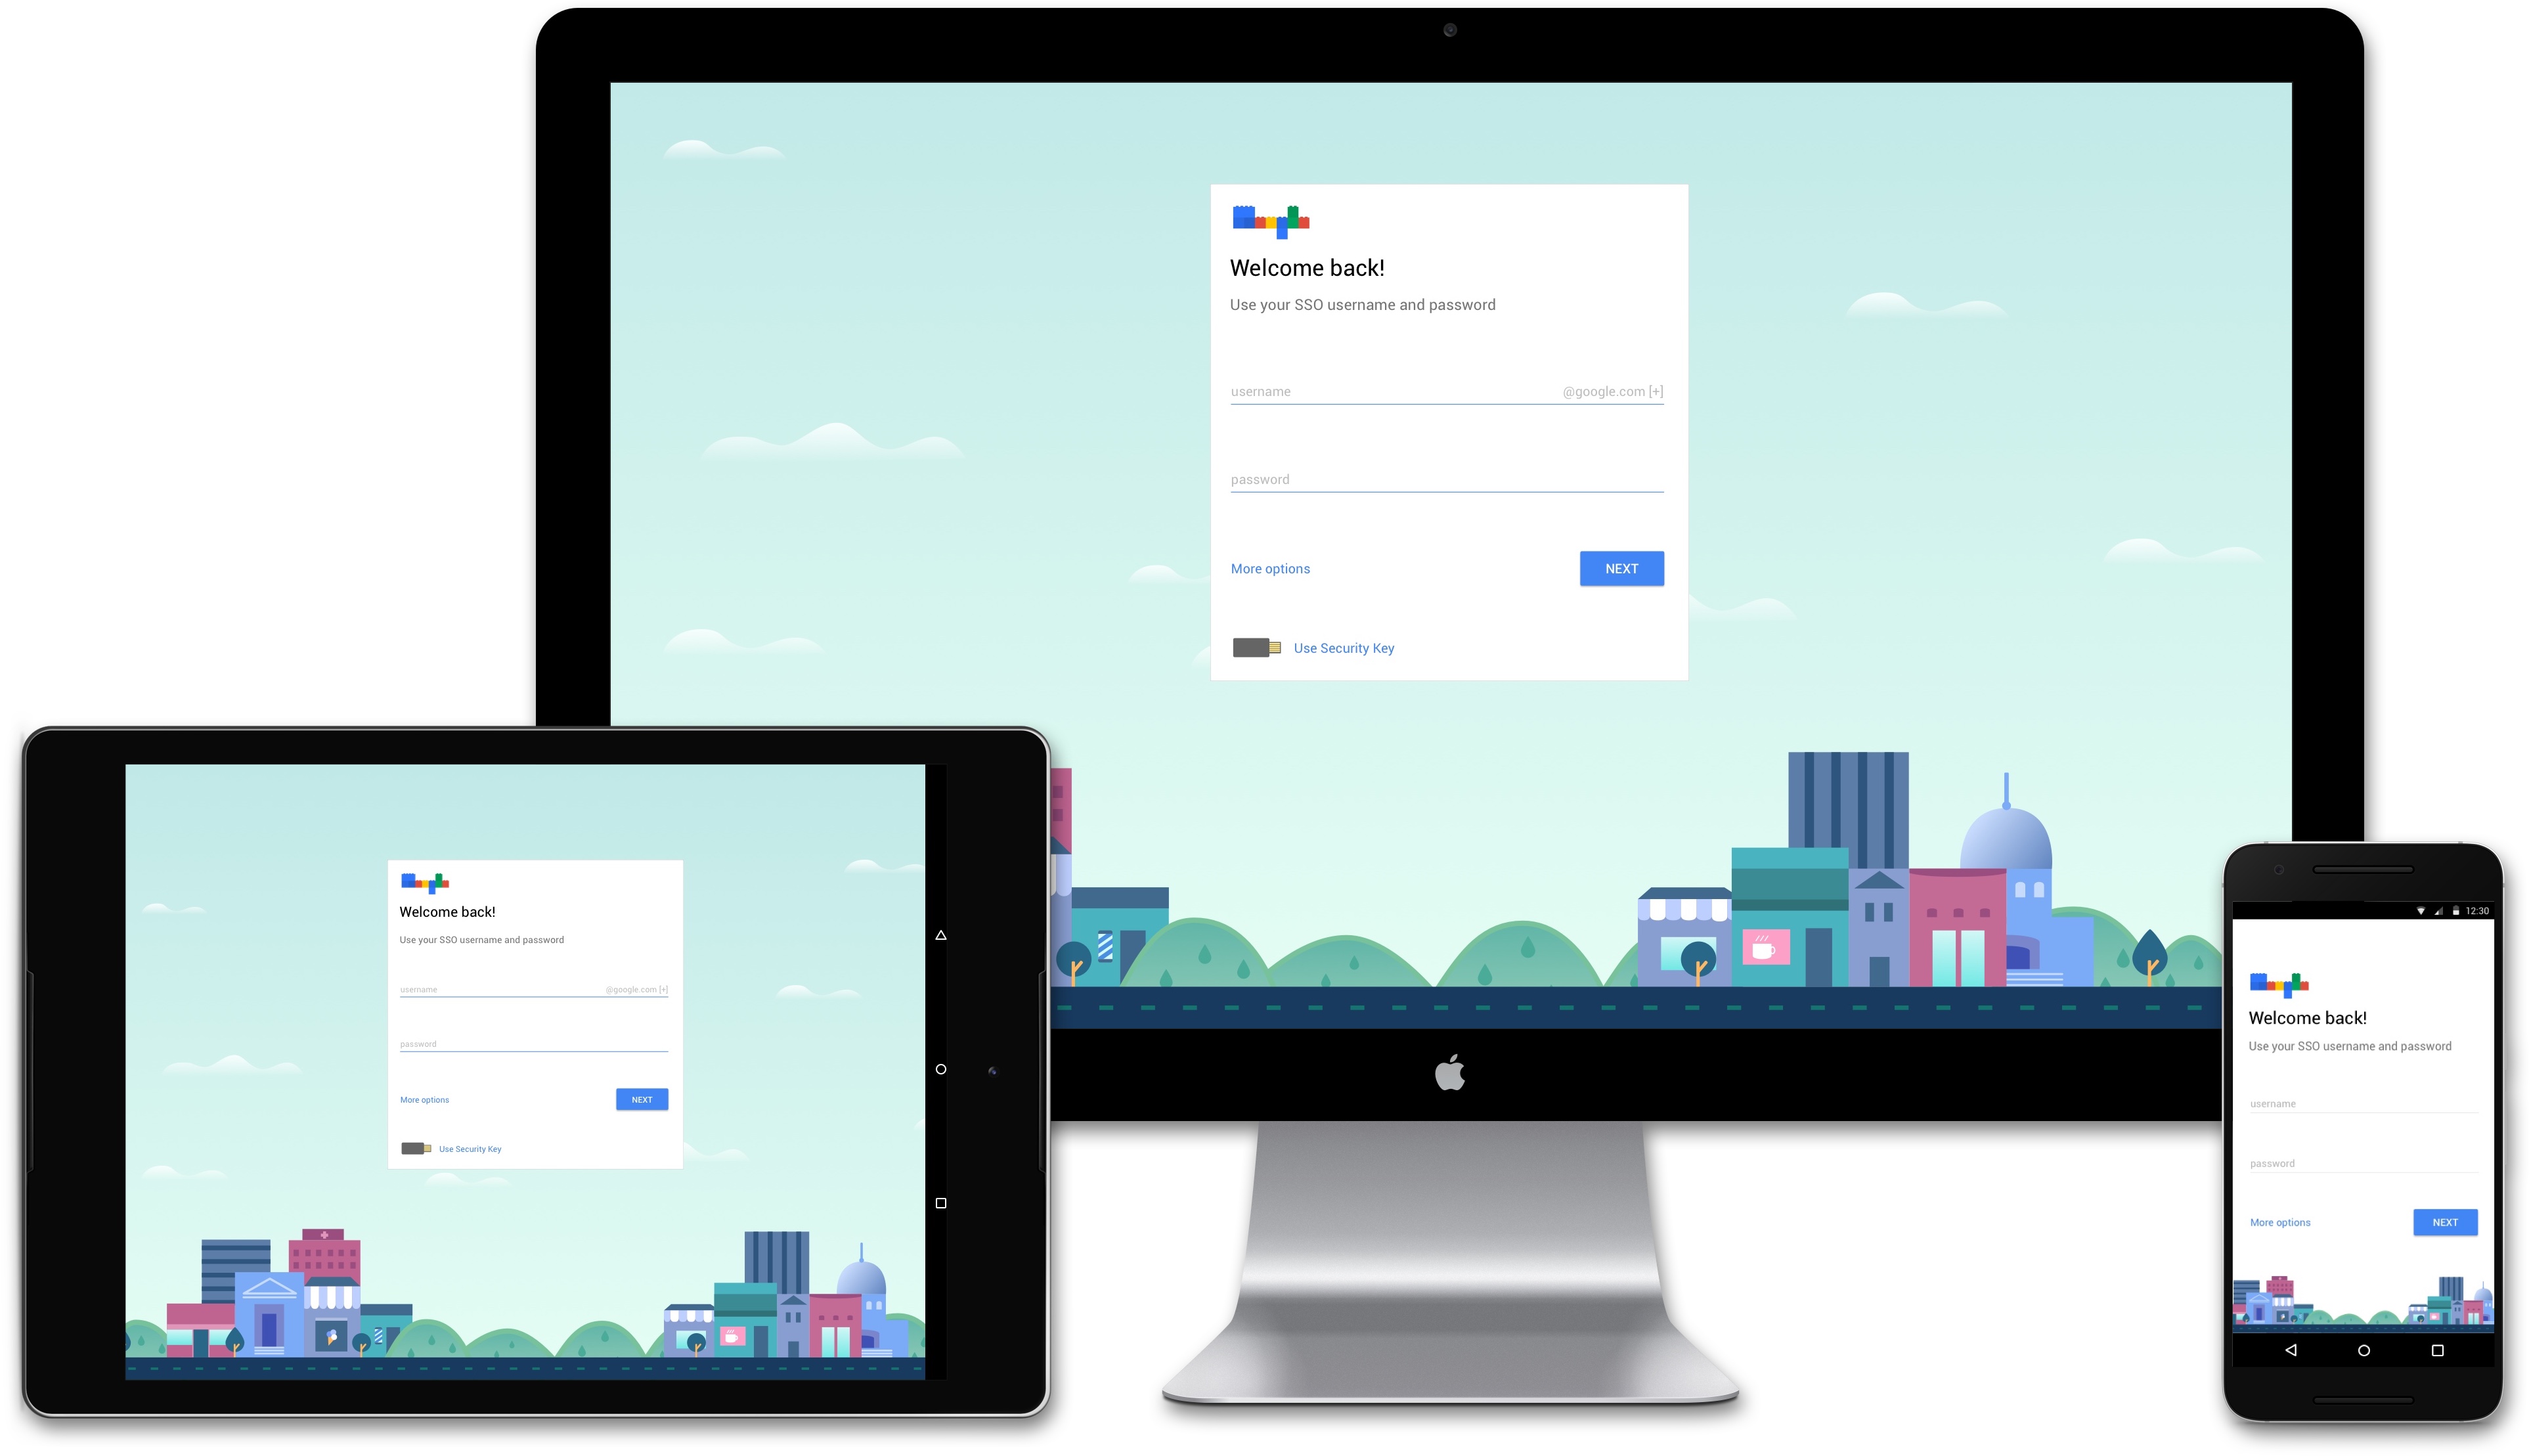 Welcome back!
Use your SSO username and password
username @google.com [+]
password
More options NEXT
Use Security Key
Welcome back!
Use your SSO username and password
username @google.com [+]
password
More options NEXT
Use Security Key
12:30
Welcome back!
Use your SSO username and password
username
password
More options NEXT